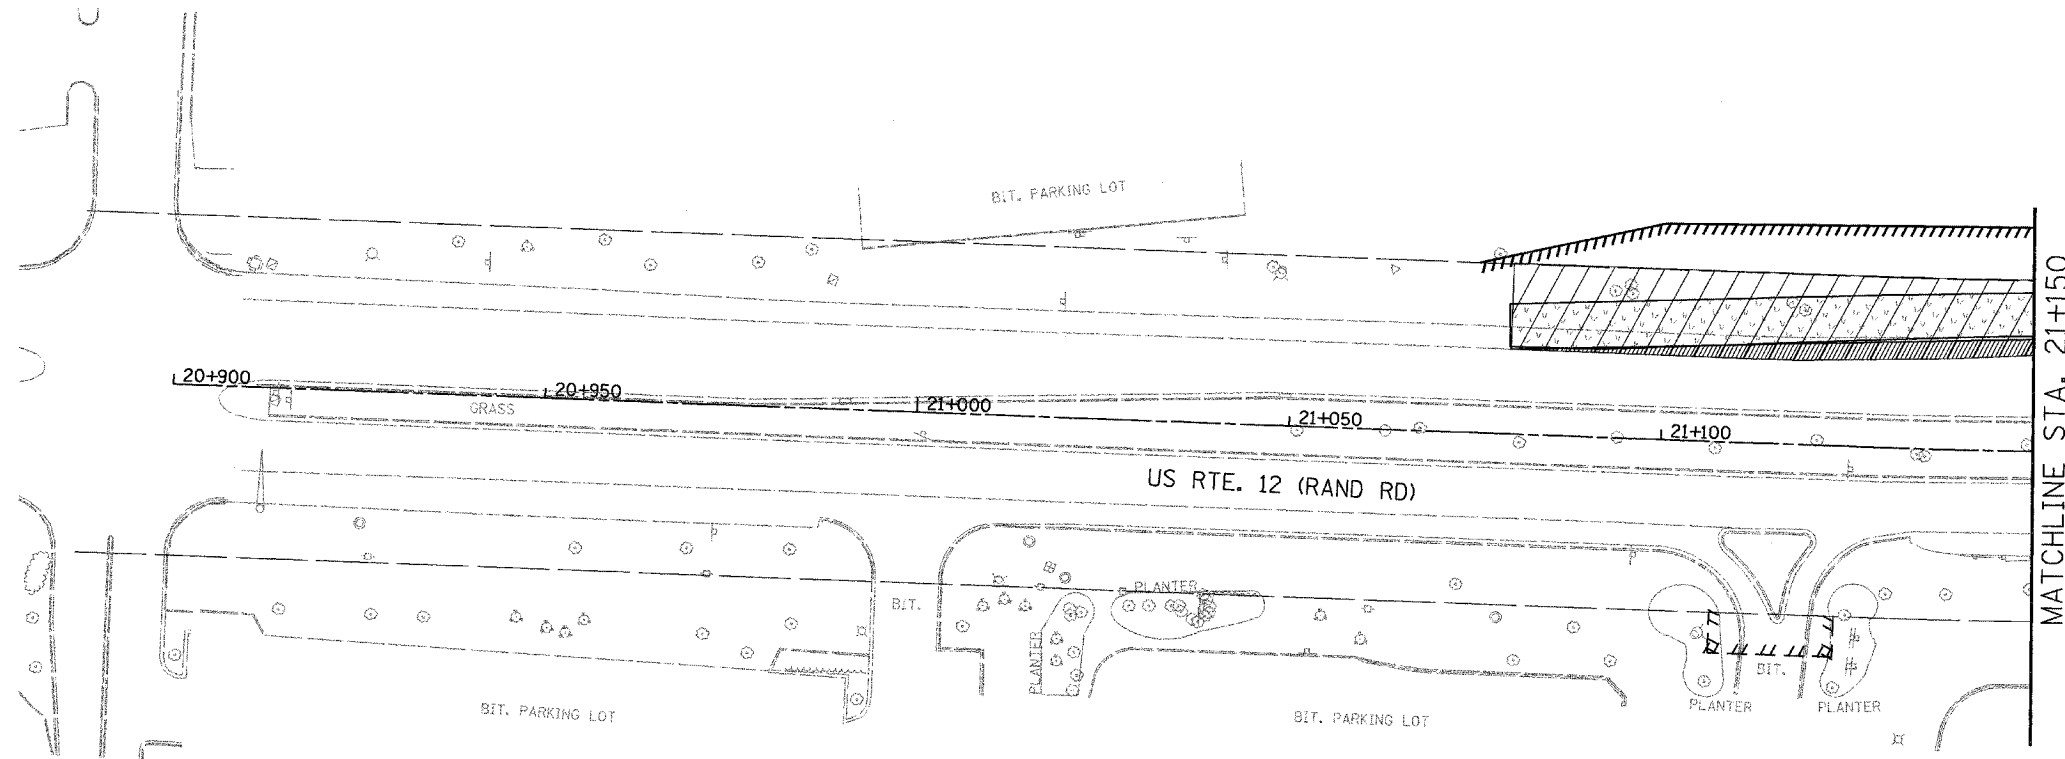 BIT. PARKING LOT
20+900
20+950
GRASS
21+000
21+050
21+100
US RTE. 12 (RAND RD)
MATCHLINE STA. 21+150
BIT.
PLANTER
PLANTER
BIT.
PLANTER
PLANTER
BIT. PARKING LOT
BIT. PARKING LOT